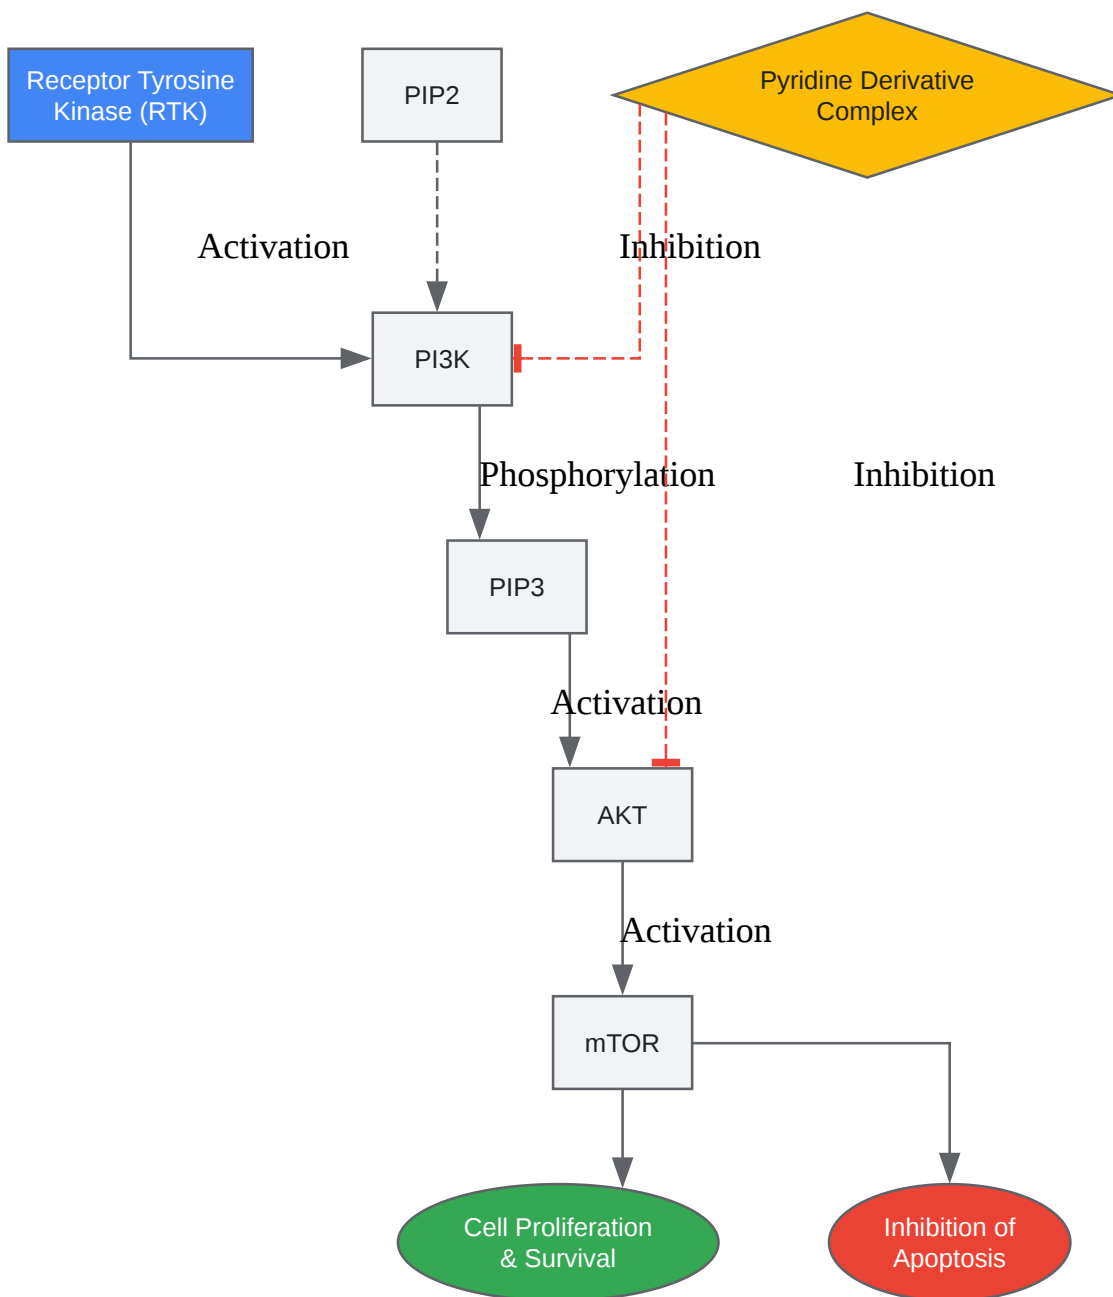 Receptor Tyrosine
Kinase (RTK)
PIP2
Pyridine Derivative
Complex
Activation
Inhibition
PI3K
Phosphorylation
Inhibition
PIP3
Activation
AKT
Activation
mTOR
Cell Proliferation
& Survival
Inhibition of
Apoptosis